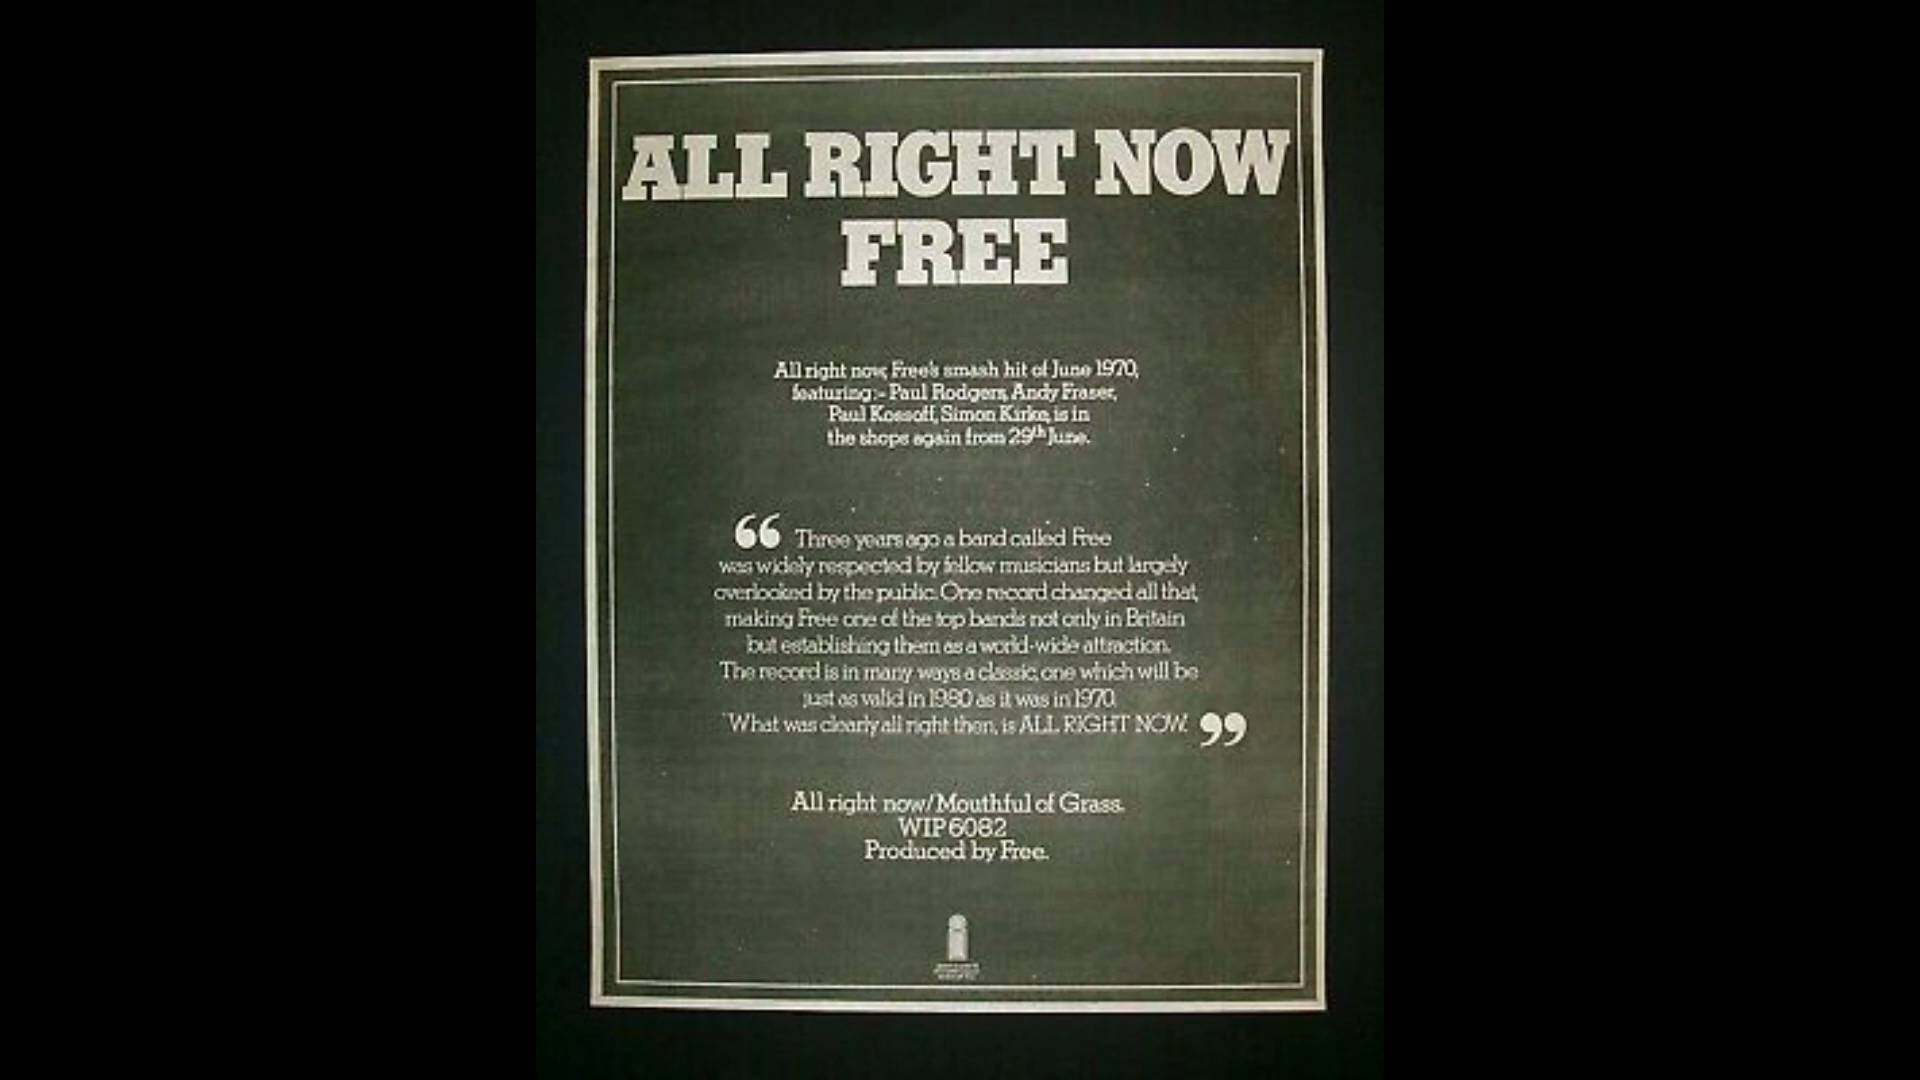 ALL RIGHT NOW
FREE
All right now, Free's smash hit of June 1970,
featuring:- Paul Rodgers, Andy Fraser,
Paul Kossoff, Simon Kirke, is in
the shops again from 29th June.
“ Three years ago a band called Free
was widely respected by fellow musicians but largely
overlooked by the public. One record changed all that,
making Free one of the top bands not only in Britain
but establishing them as a world-wide attraction.
The record is in many ways a classic, one which will be
just as valid in 1980 as it was in 1970.
'What was clearly all right then, is ALL RIGHT NOW. ”
All right now/Mouthful of Grass.
WIP 6082
Produced by Free.